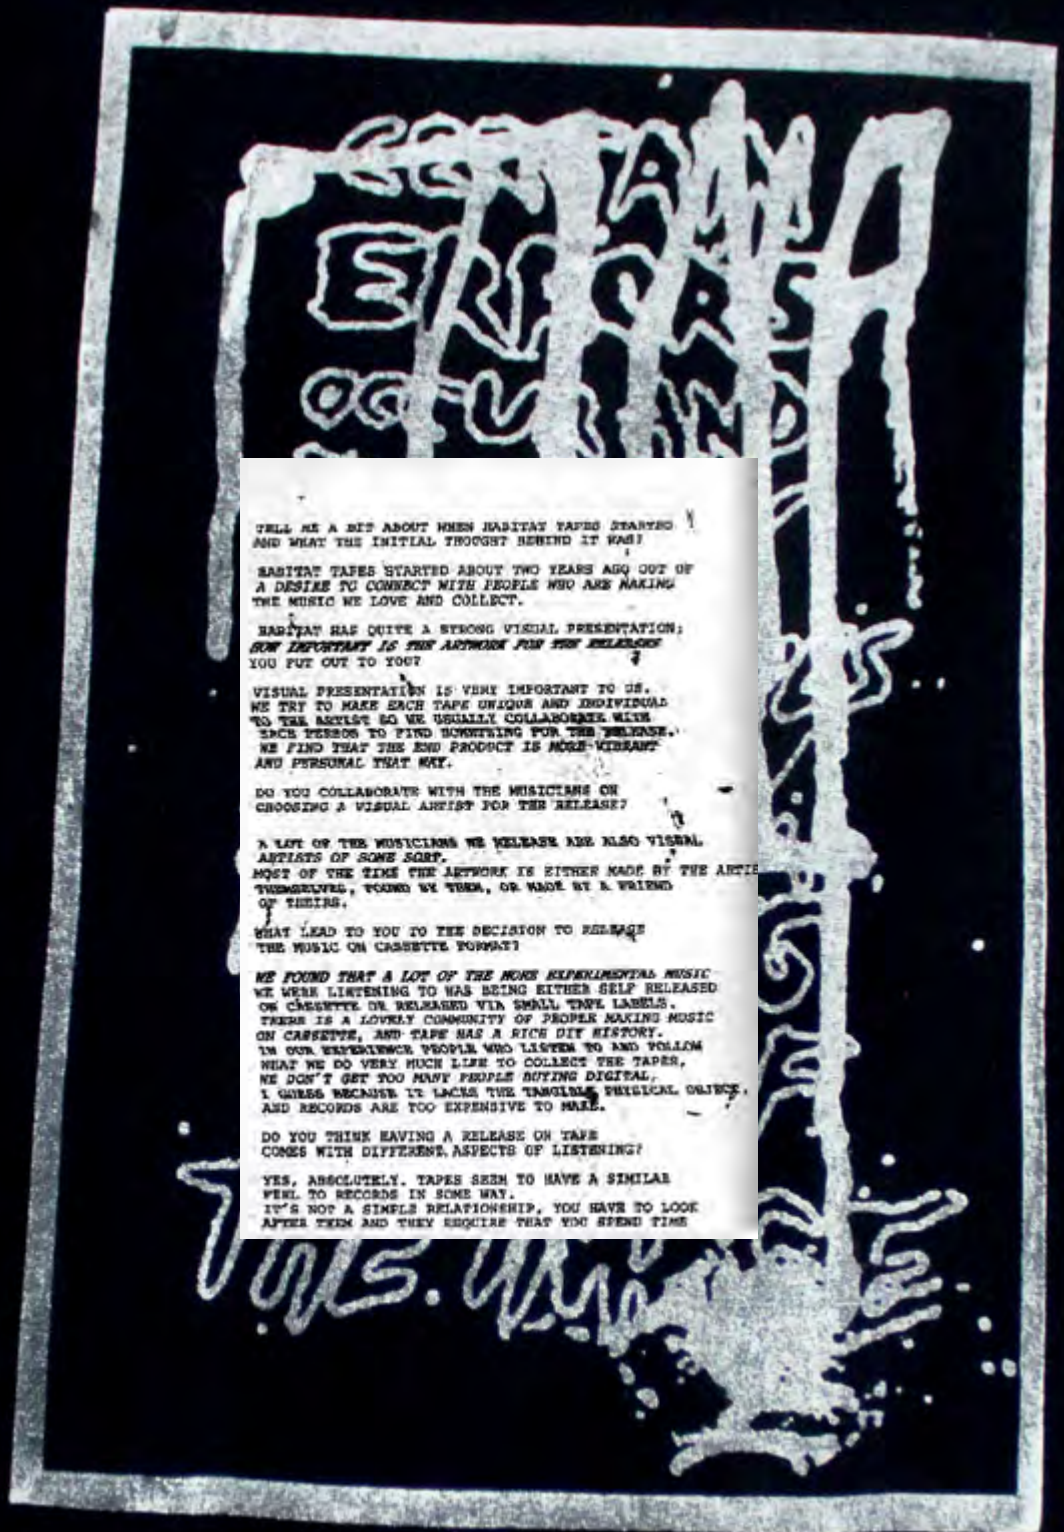 CERTAIN
ERRORS
OCCUR AND
TELL ME A BIT ABOUT WHEN HABITAT TAPES STARTED
AND WHAT THE INITIAL THOUGHT BEHIND IT WAS?
HABITAT TAPES STARTED ABOUT TWO YEARS AGO OUT OF
A DESIRE TO CONNECT WITH PEOPLE WHO ARE MAKING
THE MUSIC WE LOVE AND COLLECT.
HABITAT HAS QUITE A STRONG VISUAL PRESENTATION;
HOW IMPORTANT IS THE ARTWORK FOR THE RELEASES
YOU PUT OUT TO YOU?
VISUAL PRESENTATION IS VERY IMPORTANT TO US.
WE TRY TO MAKE EACH TAPE UNIQUE AND INDIVIDUAL
TO THE ARTIST SO WE USUALLY COLLABORATE WITH
EACH PERSON TO FIND SOMETHING FOR THE RELEASE.
WE FIND THAT THE END PRODUCT IS MORE VIBRANT
AND PERSONAL THAT WAY.
DO YOU COLLABORATE WITH THE MUSICIANS ON
CHOOSING A VISUAL ARTIST FOR THE RELEASE?
A LOT OF THE MUSICIANS WE RELEASE ARE ALSO VISUAL
ARTISTS OF SOME SORT.
MOST OF THE TIME THE ARTWORK IS EITHER MADE BY THE ARTIS
THEMSELVES, FOUND BY THEM, OR MADE BY A FRIEND
OF THEIRS.
WHAT LEAD TO YOU TO THE DECISION TO RELEASE
THE MUSIC ON CASSETTE FORMAT?
WE FOUND THAT A LOT OF THE MORE EXPERIMENTAL MUSIC
WE WERE LISTENING TO WAS BEING EITHER SELF RELEASED
ON CASSETTE OR RELEASED VIA SMALL TAPE LABELS.
THERE IS A LOVELY COMMUNITY OF PEOPLE MAKING MUSIC
ON CASSETTE, AND TAPE HAS A RICH DIY HISTORY.
IN OUR EXPERIENCE PEOPLE WHO LISTEN TO AND FOLLOW
WHAT WE DO VERY MUCH LIKE TO COLLECT THE TAPES,
WE DON'T GET TOO MANY PEOPLE BUYING DIGITAL,
I GUESS BECAUSE IT LACKS THE TANGIBLE PHYSICAL OBJECT,
AND RECORDS ARE TOO EXPENSIVE TO MAKE.
DO YOU THINK HAVING A RELEASE ON TAPE
COMES WITH DIFFERENT ASPECTS OF LISTENING?
YES, ABSOLUTELY. TAPES SEEM TO HAVE A SIMILAR
FEEL TO RECORDS IN SOME WAY.
IT'S NOT A SIMPLE RELATIONSHIP, YOU HAVE TO LOOK
AFTER THEM AND THEY REQUIRE THAT YOU SPEND TIME